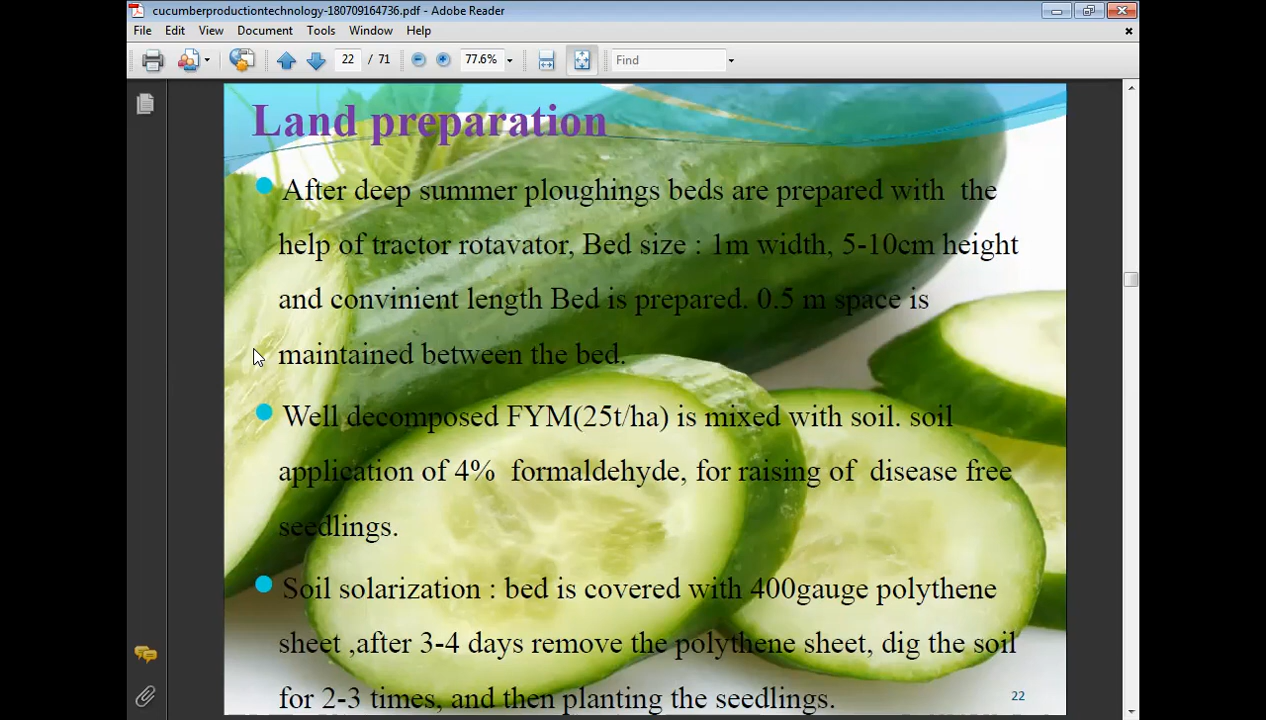 cucumberproductiontechnology-180709164736.pdf - Adobe Reader
File Edit View Document Tools Window Help
22 / 71 77.6% Find
Land preparation
After deep summer ploughings beds are prepared with the
help of tractor rotavator, Bed size : 1m width, 5-10cm height
and convinient length Bed is prepared. 0.5 m space is
maintained between the bed.
Well decomposed FYM(25t/ha) is mixed with soil. soil
application of 4% formaldehyde, for raising of disease free
seedlings.
Soil solarization : bed is covered with 400gauge polythene
sheet ,after 3-4 days remove the polythene sheet, dig the soil
for 2-3 times, and then planting the seedlings.
22